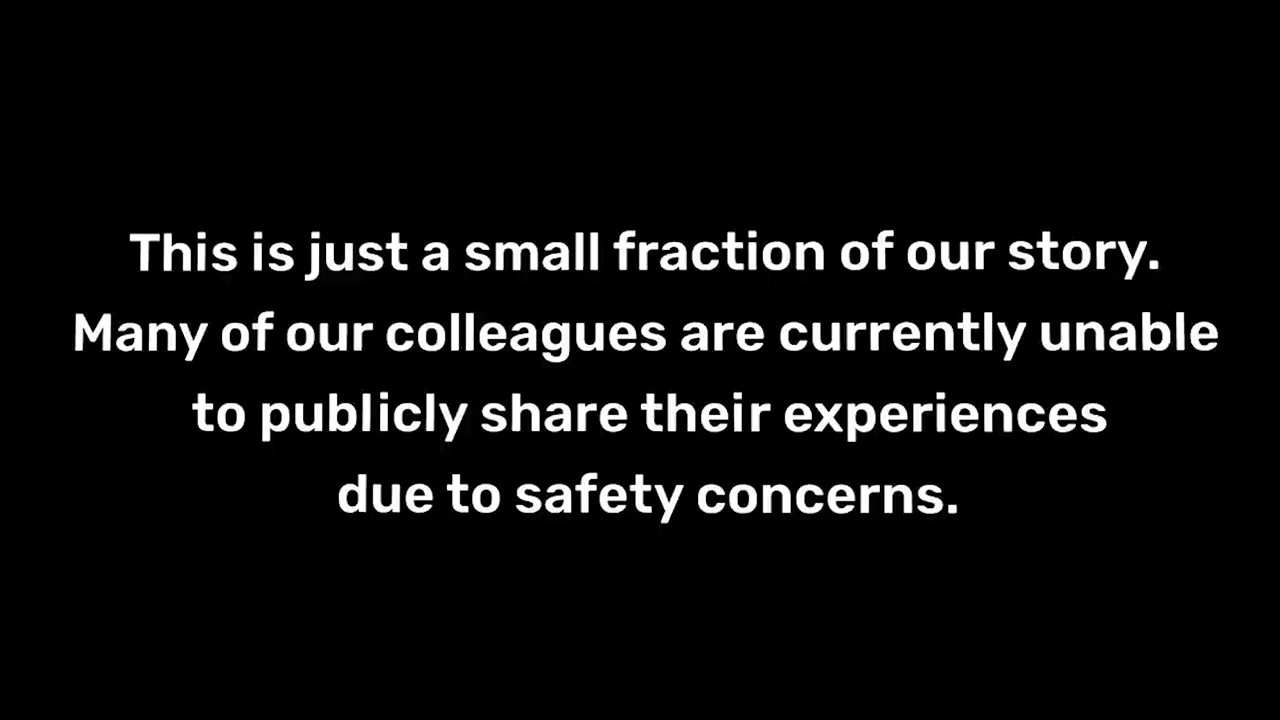 This is just a small fraction of our story.
Many of our colleagues are currently unable
to publicly share their experiences
due to safety concerns.